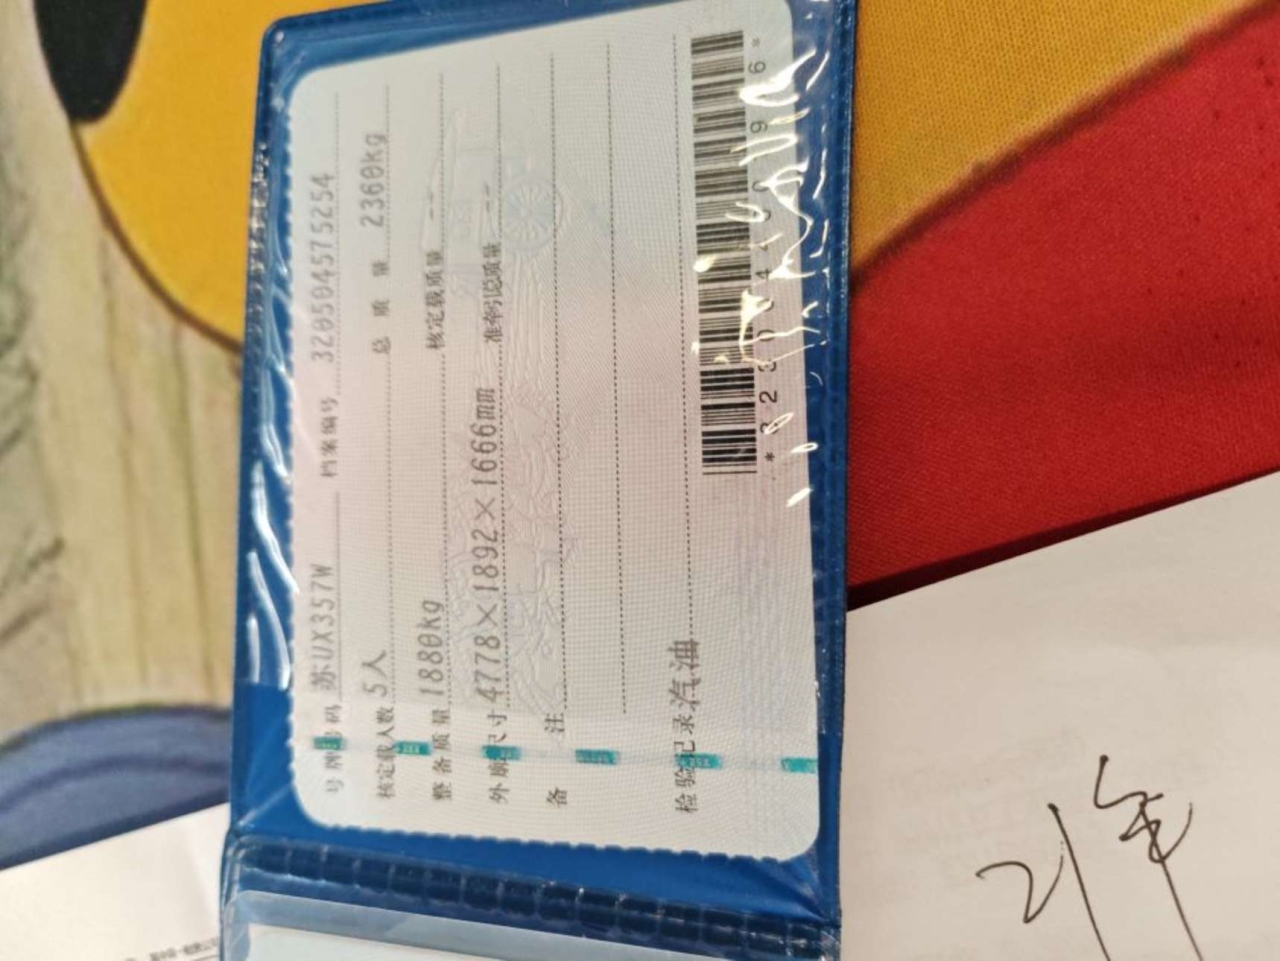 号牌号码 苏UX357W 档案编号 320504575254
核定载人数 5人 总质量 2360kg
整备质量 1880kg 核定载质量 --
外廓尺寸 4778×1892×1666mm 准牵引总质量 --
备注
检验记录 汽油
21年